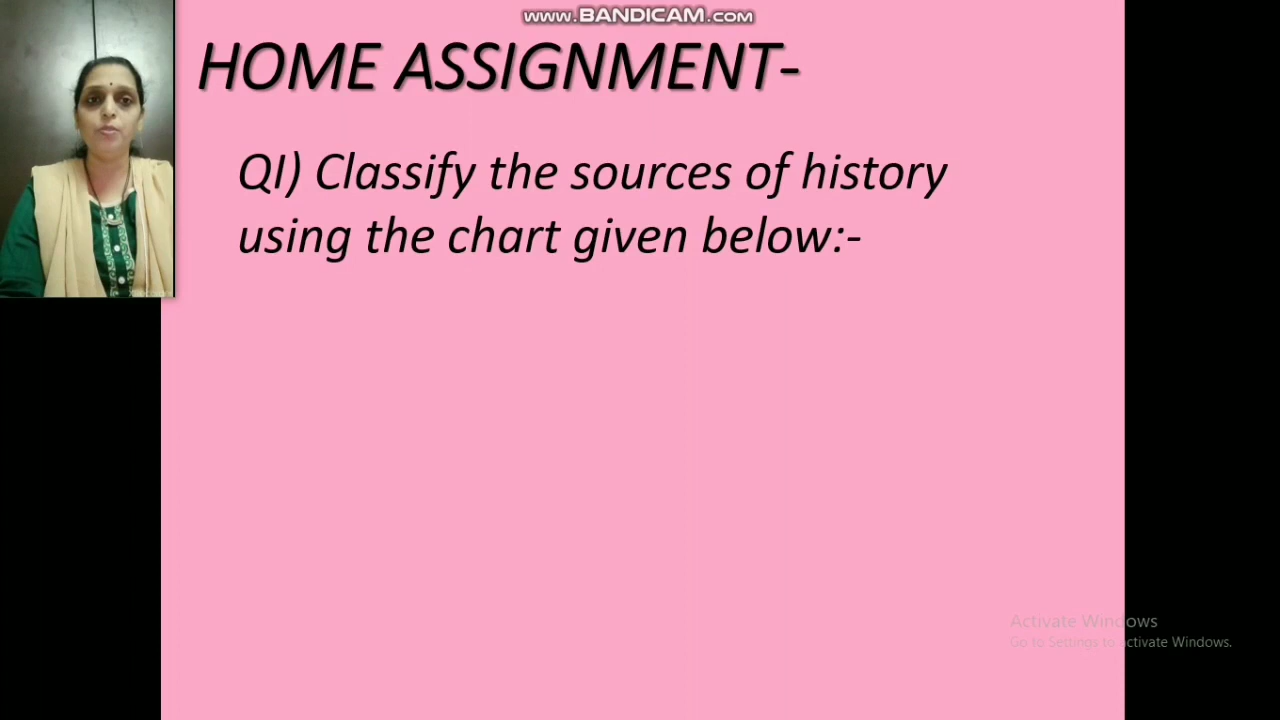 www.BANDICAM.com
HOME ASSIGNMENT-
QI) Classify the sources of history
using the chart given below:-
Activate Windows
Go to Settings to Activate Windows.